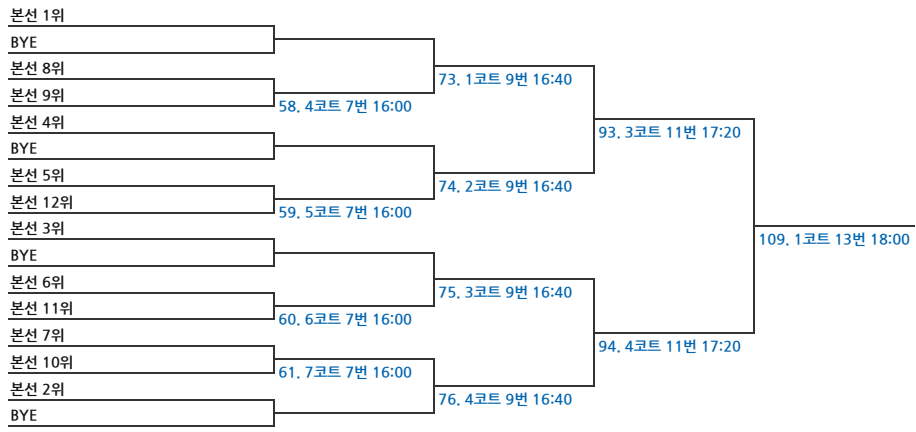 본선 1위
BYE
본선 8위
73. 1코트 9번 16:40
본선 9위
58. 4코트 7번 16:00
본선 4위
93. 3코트 11번 17:20
BYE
본선 5위
74. 2코트 9번 16:40
본선 12위
59. 5코트 7번 16:00
본선 3위
109. 1코트 13번 18:00
BYE
본선 6위
75. 3코트 9번 16:40
본선 11위
60. 6코트 7번 16:00
본선 7위
94. 4코트 11번 17:20
본선 10위
61. 7코트 7번 16:00
본선 2위
76. 4코트 9번 16:40
BYE